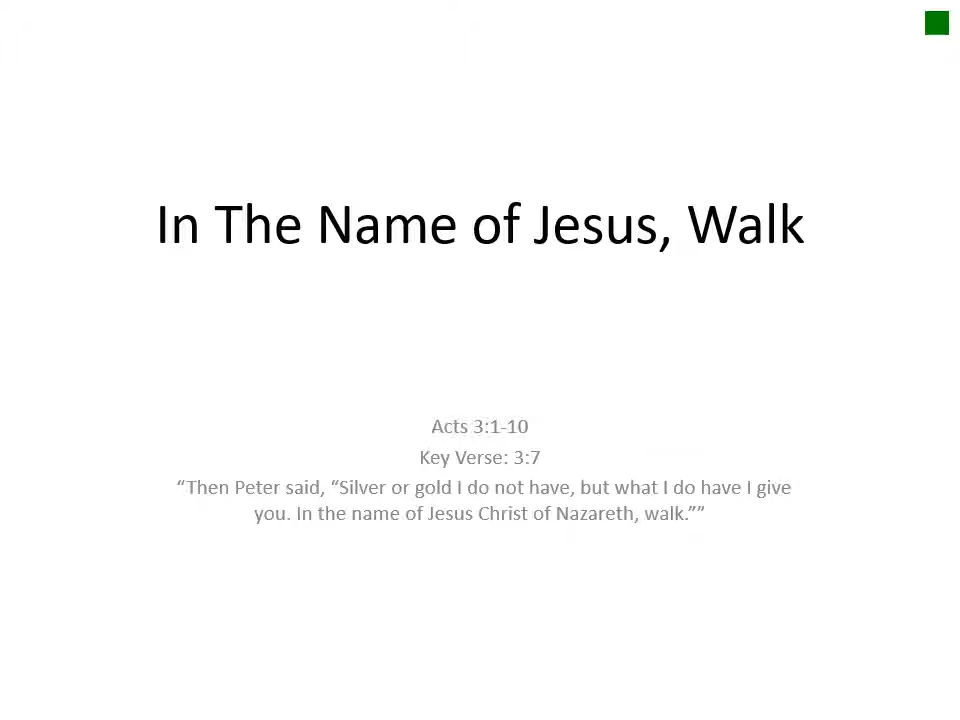 In The Name of Jesus, Walk
Acts 3:1-10
Key Verse: 3:7
“Then Peter said, “Silver or gold I do not have, but what I do have I give
you. In the name of Jesus Christ of Nazareth, walk.””